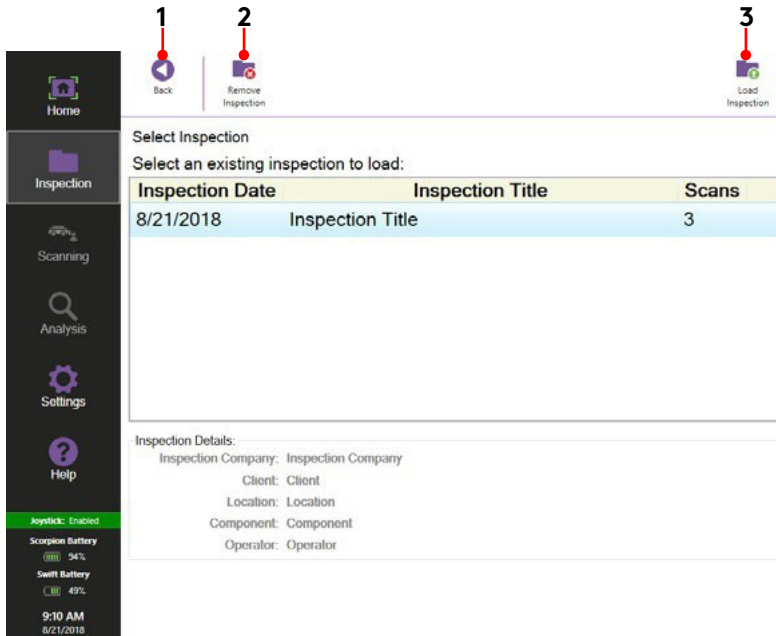 1 2 3
Home
Back
Remove
Inspection
Load
Inspection
Inspection
Scanning
Analysis
Settings
Help
Joystick: Enabled
Scorpion Battery
94%
Swift Battery
49%
9:10 AM
8/21/2018
Select Inspection
Select an existing inspection to load:
Inspection Date Inspection Title Scans
8/21/2018 Inspection Title 3
Inspection Details:
Inspection Company: Inspection Company
Client: Client
Location: Location
Component: Component
Operator: Operator